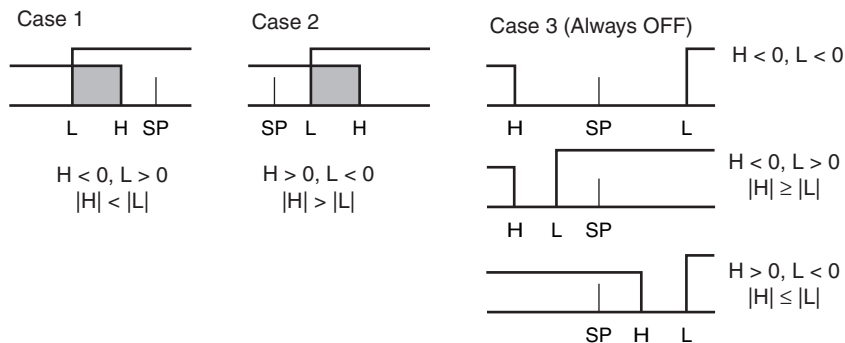 Case 1
L H SP
H < 0, L > 0
|H| < |L|
Case 2
SP L H
H > 0, L < 0
|H| > |L|
Case 3 (Always OFF)
H < 0, L < 0
H SP L
H < 0, L > 0
|H| ≥ |L|
H L SP
H > 0, L < 0
|H| ≤ |L|
SP H L